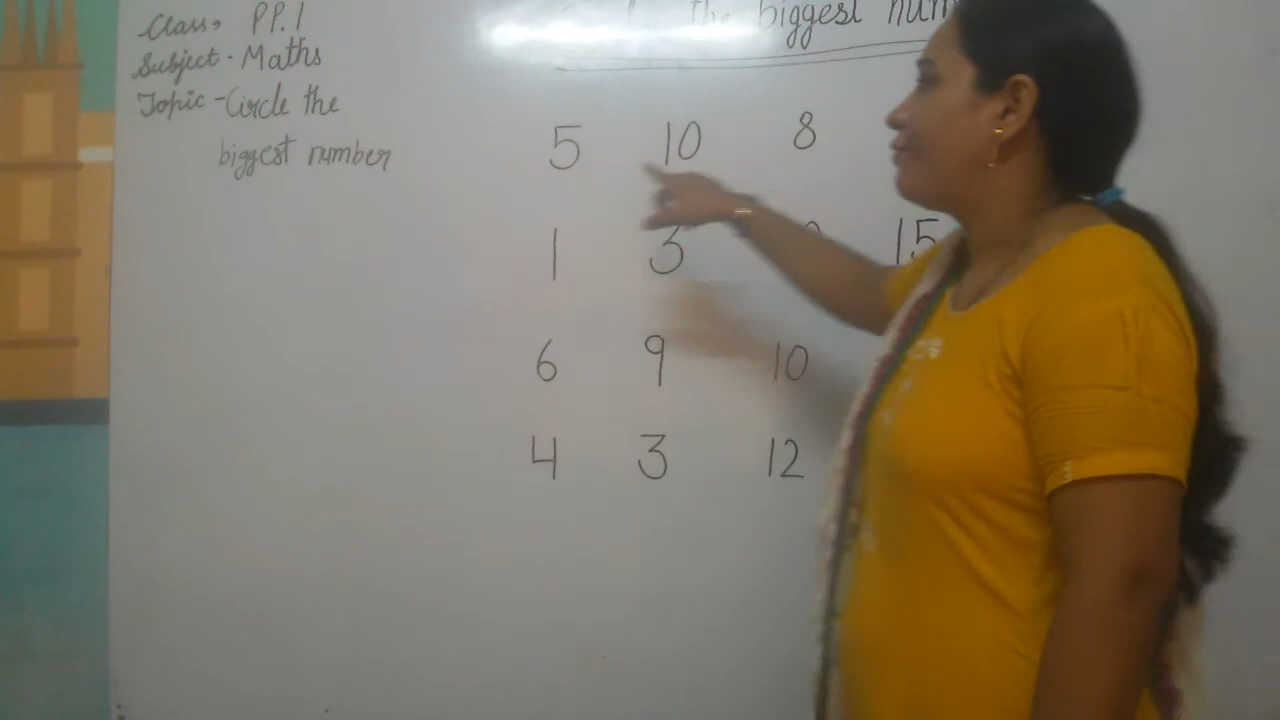 Class, PP.1
Subject - Maths
Topic - Circle the
biggest number
the biggest num
5 10 8
1 3 15
6 9 10
4 3 12